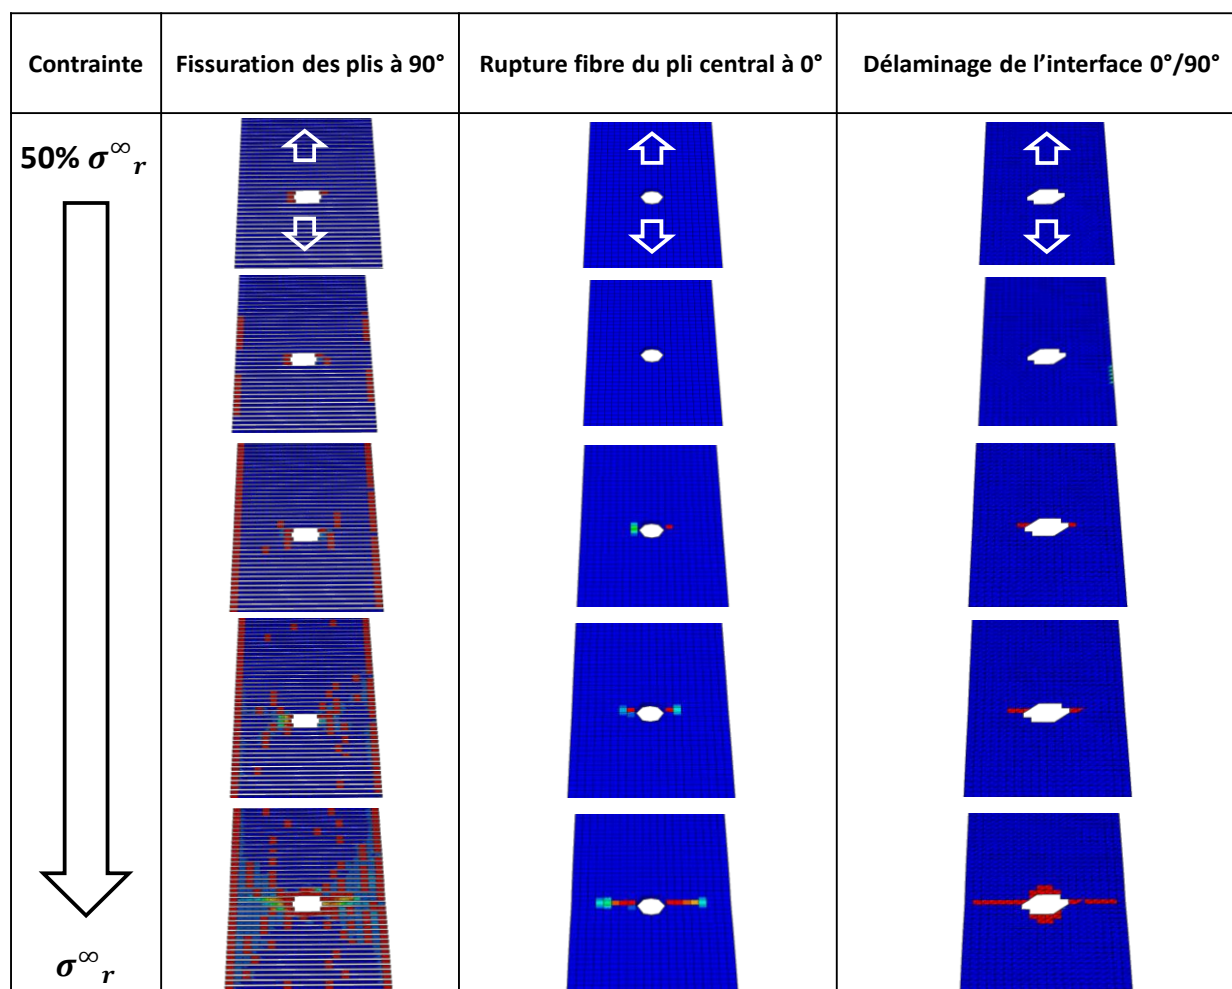 Contrainte
Fissuration des plis à 90°
Rupture fibre du pli central à 0°
Délaminage de l'interface 0°/90°
50% σ∞r
σ∞r